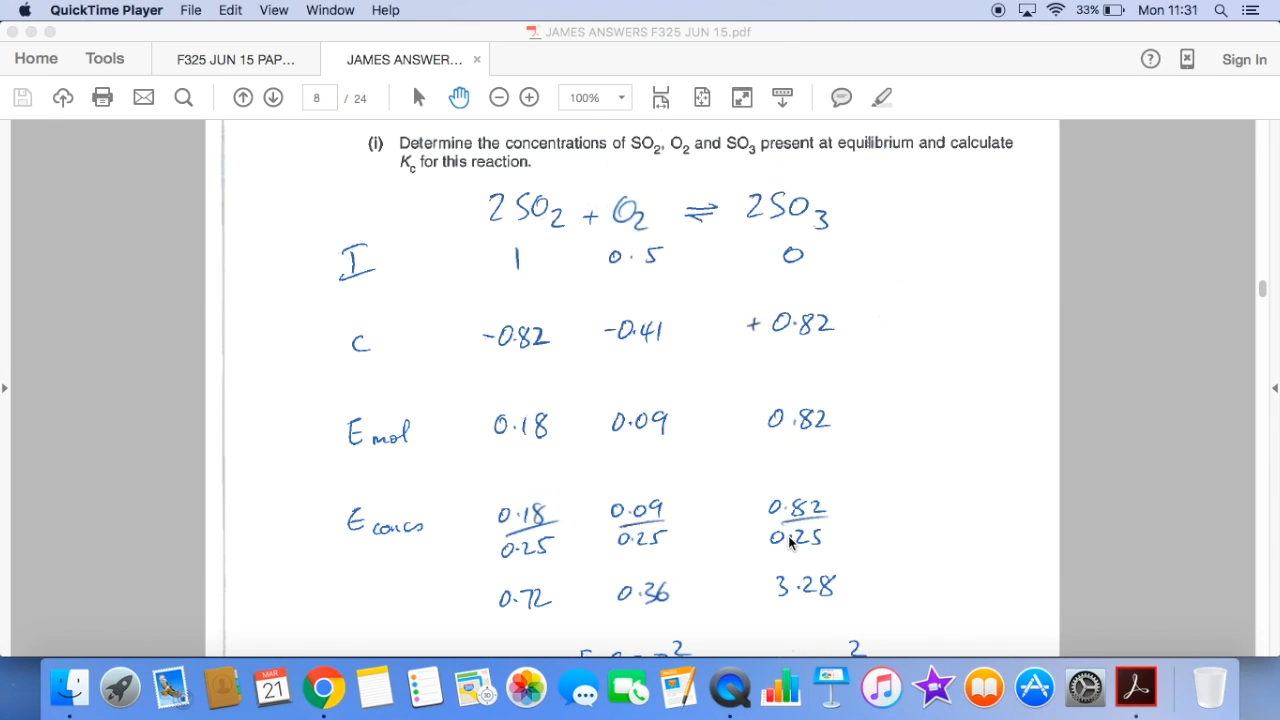 QuickTime Player File Edit View Window Help 33% Mon 11:31
JAMES ANSWERS F325 JUN 15.pdf
Home Tools F325 JUN 15 PAP... JAMES ANSWER... × Sign In
8 / 24 100%
(i) Determine the concentrations of SO₂, O₂ and SO₃ present at equilibrium and calculate
Kc for this reaction.
2SO₂ + O₂ ⇌ 2SO₃
I 1 0.5 0
C -0.82 -0.41 + 0.82
E mol 0.18 0.09 0.82
E concs 0.18/0.25 0.09/0.25 0.82/0.25
0.72 0.36 3.28
2 2
MAR
21